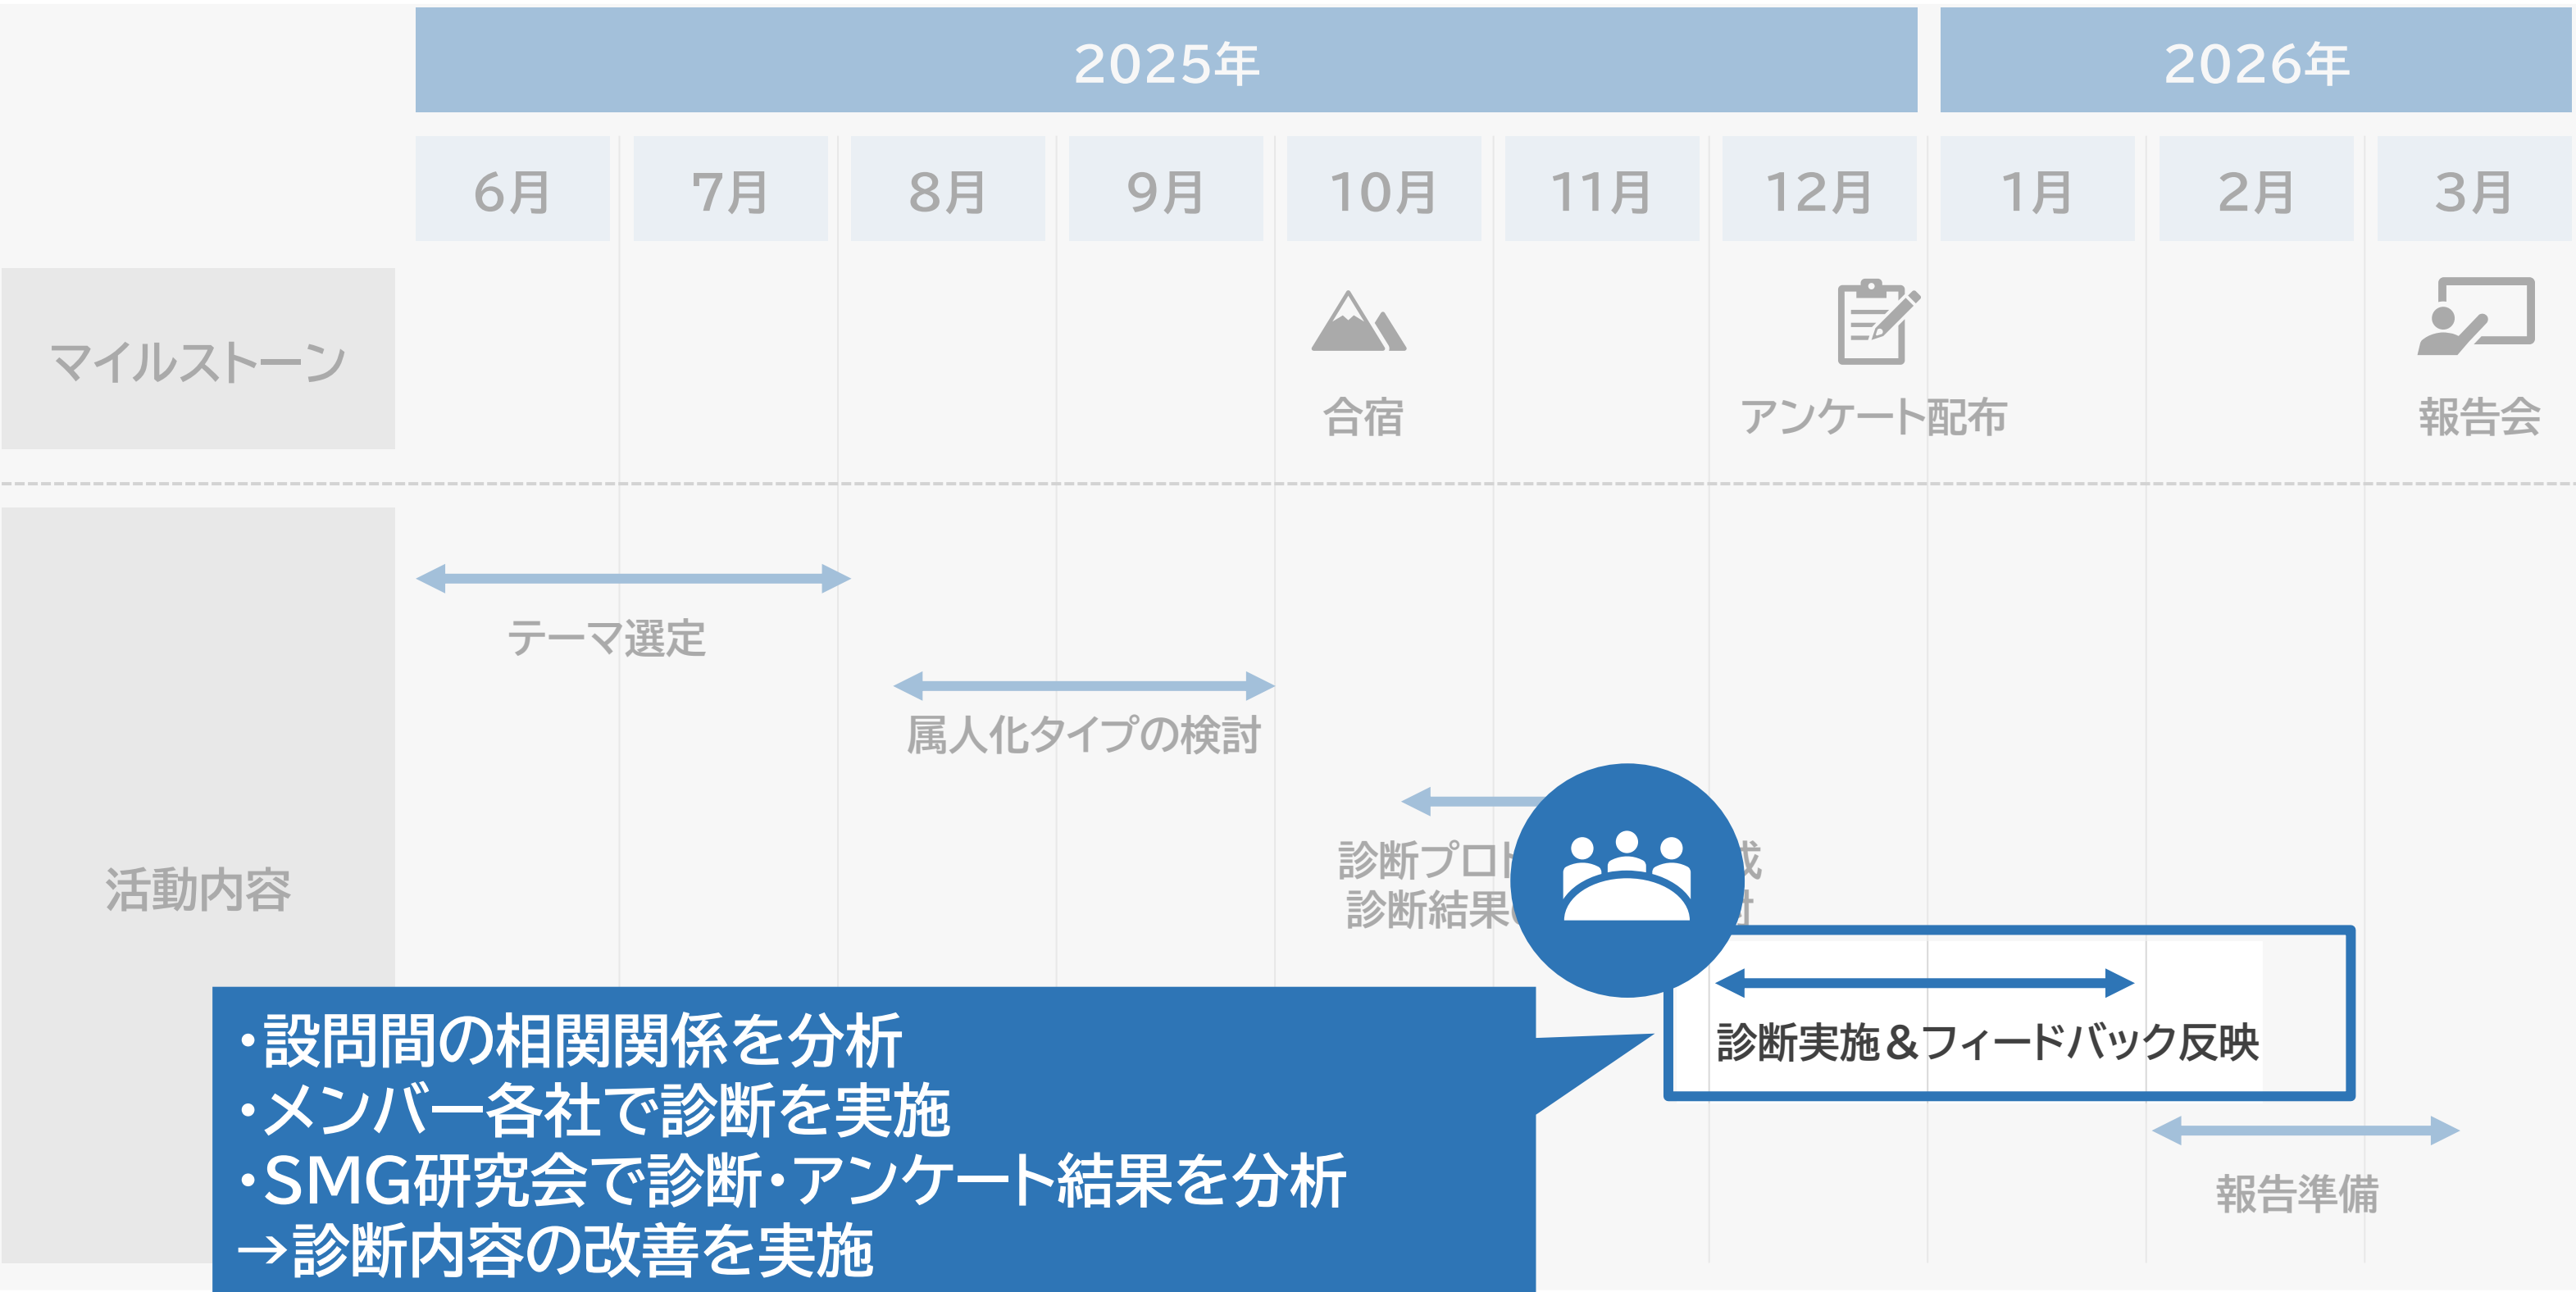 2025年
2026年
6月
7月
8月
9月
10月
11月
12月
1月
2月
3月
マイルストーン
合宿
アンケート配布
報告会
活動内容
テーマ選定
属人化タイプの検討
診断プロ
診断結果
診断実施&フィードバック反映
報告準備
・設問間の相関関係を分析
・メンバー各社で診断を実施
・SMG研究会で診断・アンケート結果を分析
→診断内容の改善を実施